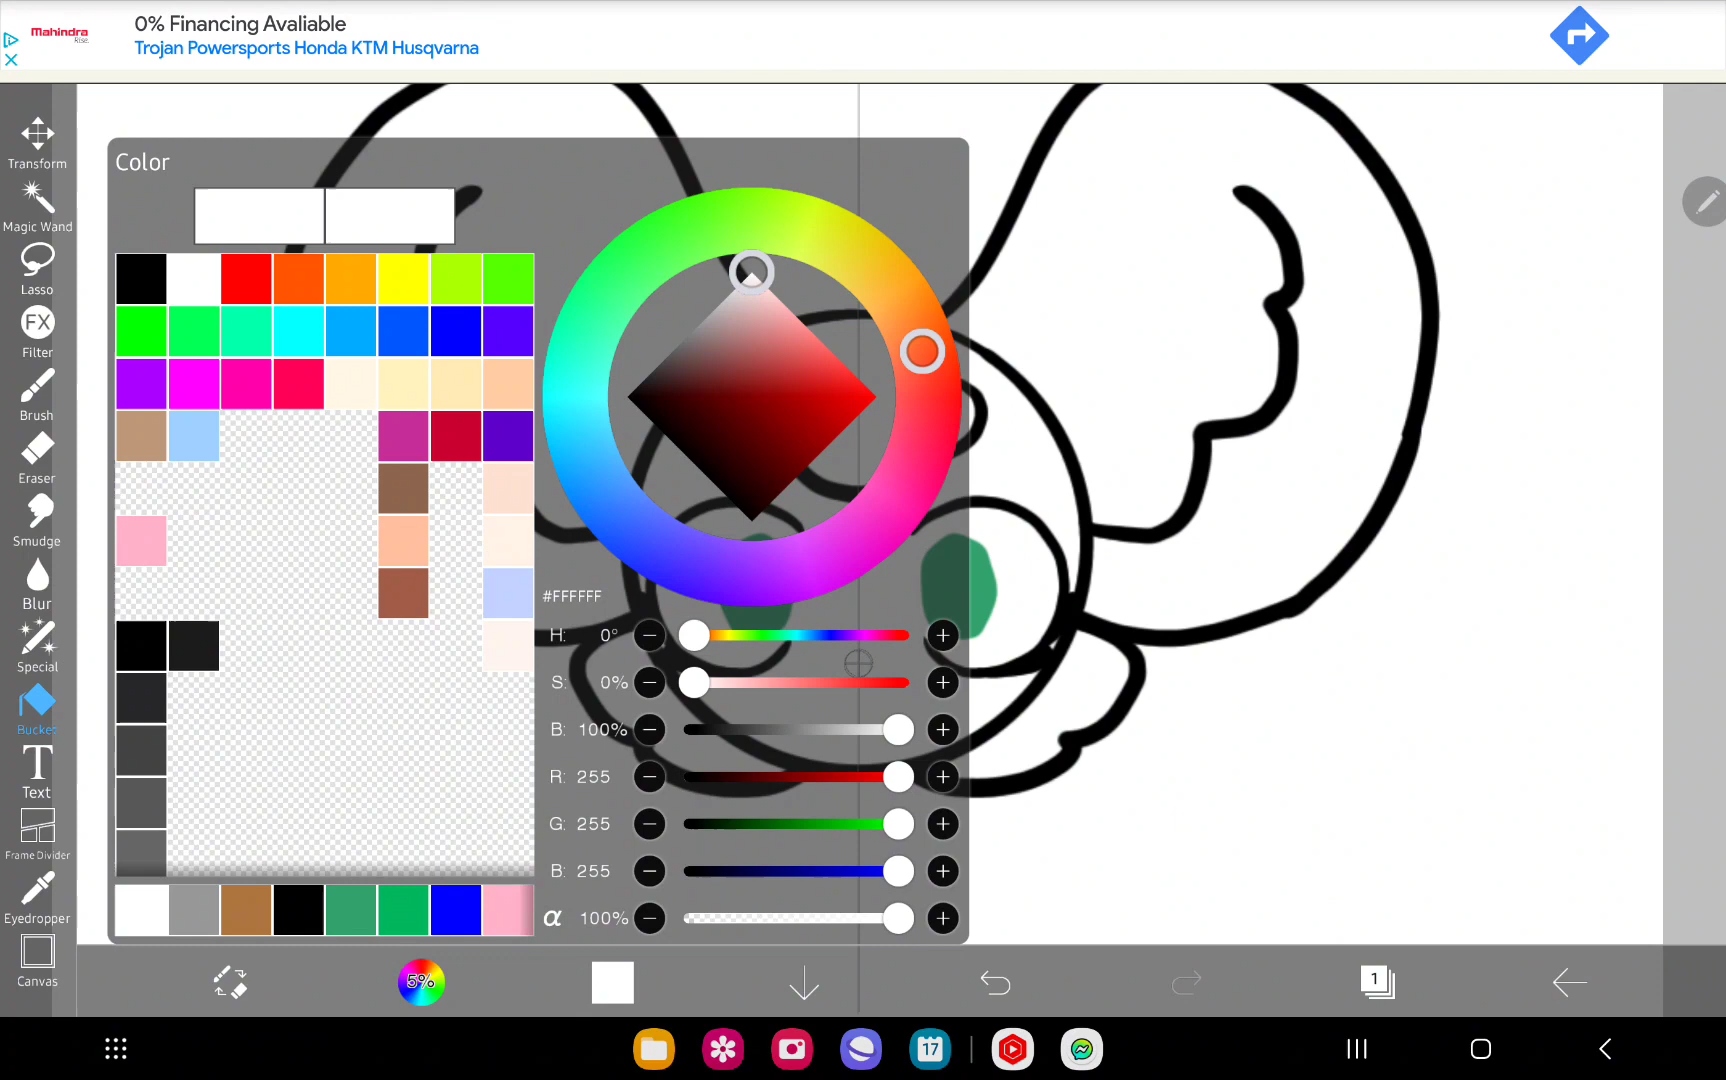 Mahindra
Rise.
0% Financing Avaliable
Trojan Powersports Honda KTM Husqvarna
Transform
Magic Wand
Lasso
FX
Filter
Brush
Eraser
Smudge
Blur
Special
Bucket
T
Text
Frame Divider
Eyedropper
Canvas
Color
#FFFFFF
H: 0°
S: 0%
B: 100%
R: 255
G: 255
B: 255
α 100%
5%
1
17